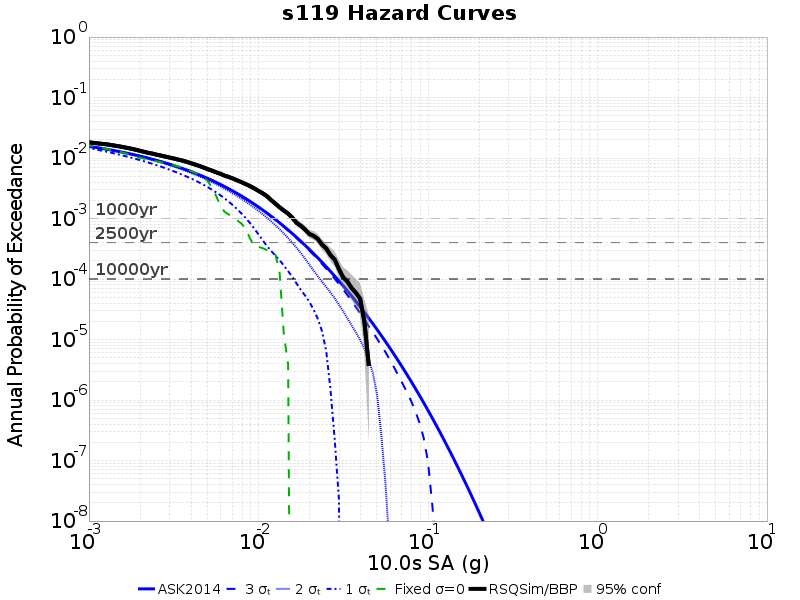 s119 Hazard Curves
Annual Probability of Exceedance
10^0
10^-1
10^-2
10^-3
10^-4
10^-5
10^-6
10^-7
10^-8
1000yr
2500yr
10000yr
10^-3 10^-2 10^-1 10^0 10^1
10.0s SA (g)
ASK2014 3 σₜ 2 σₜ 1 σₜ Fixed σ=0 RSQSim/BBP 95% conf